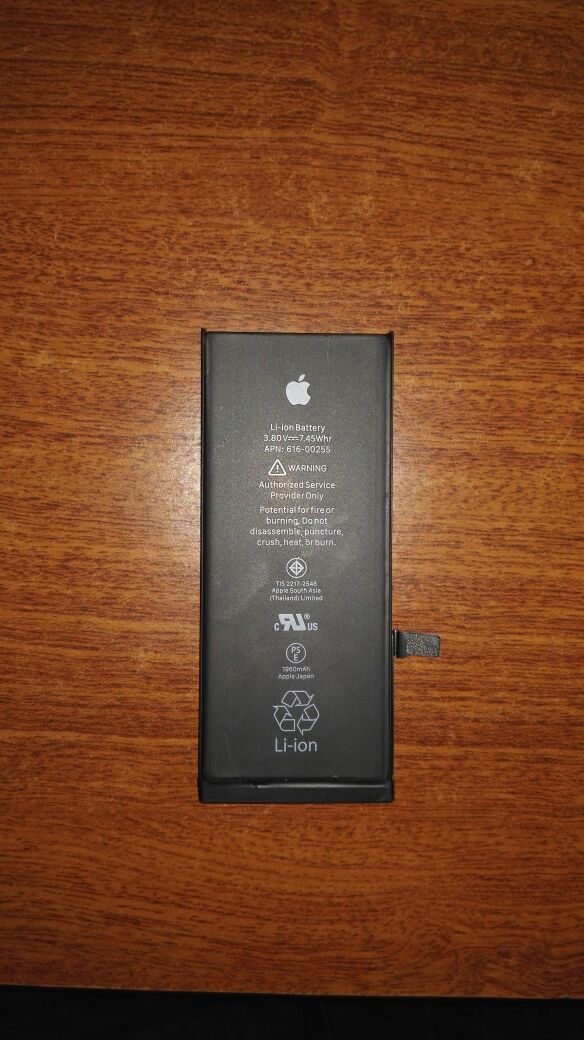 Li-ion Battery
3.80V⎓7.45Whr
APN: 616-00255
WARNING
Authorized Service
Provider Only
Potential for fire or
burning. Do not
disassemble, puncture,
crush, heat, or burn.
TIS 2217-2548
Apple South Asia
(Thailand) Limited
c RU® US
PS
E
1960mAh
Apple Japan
Li-ion